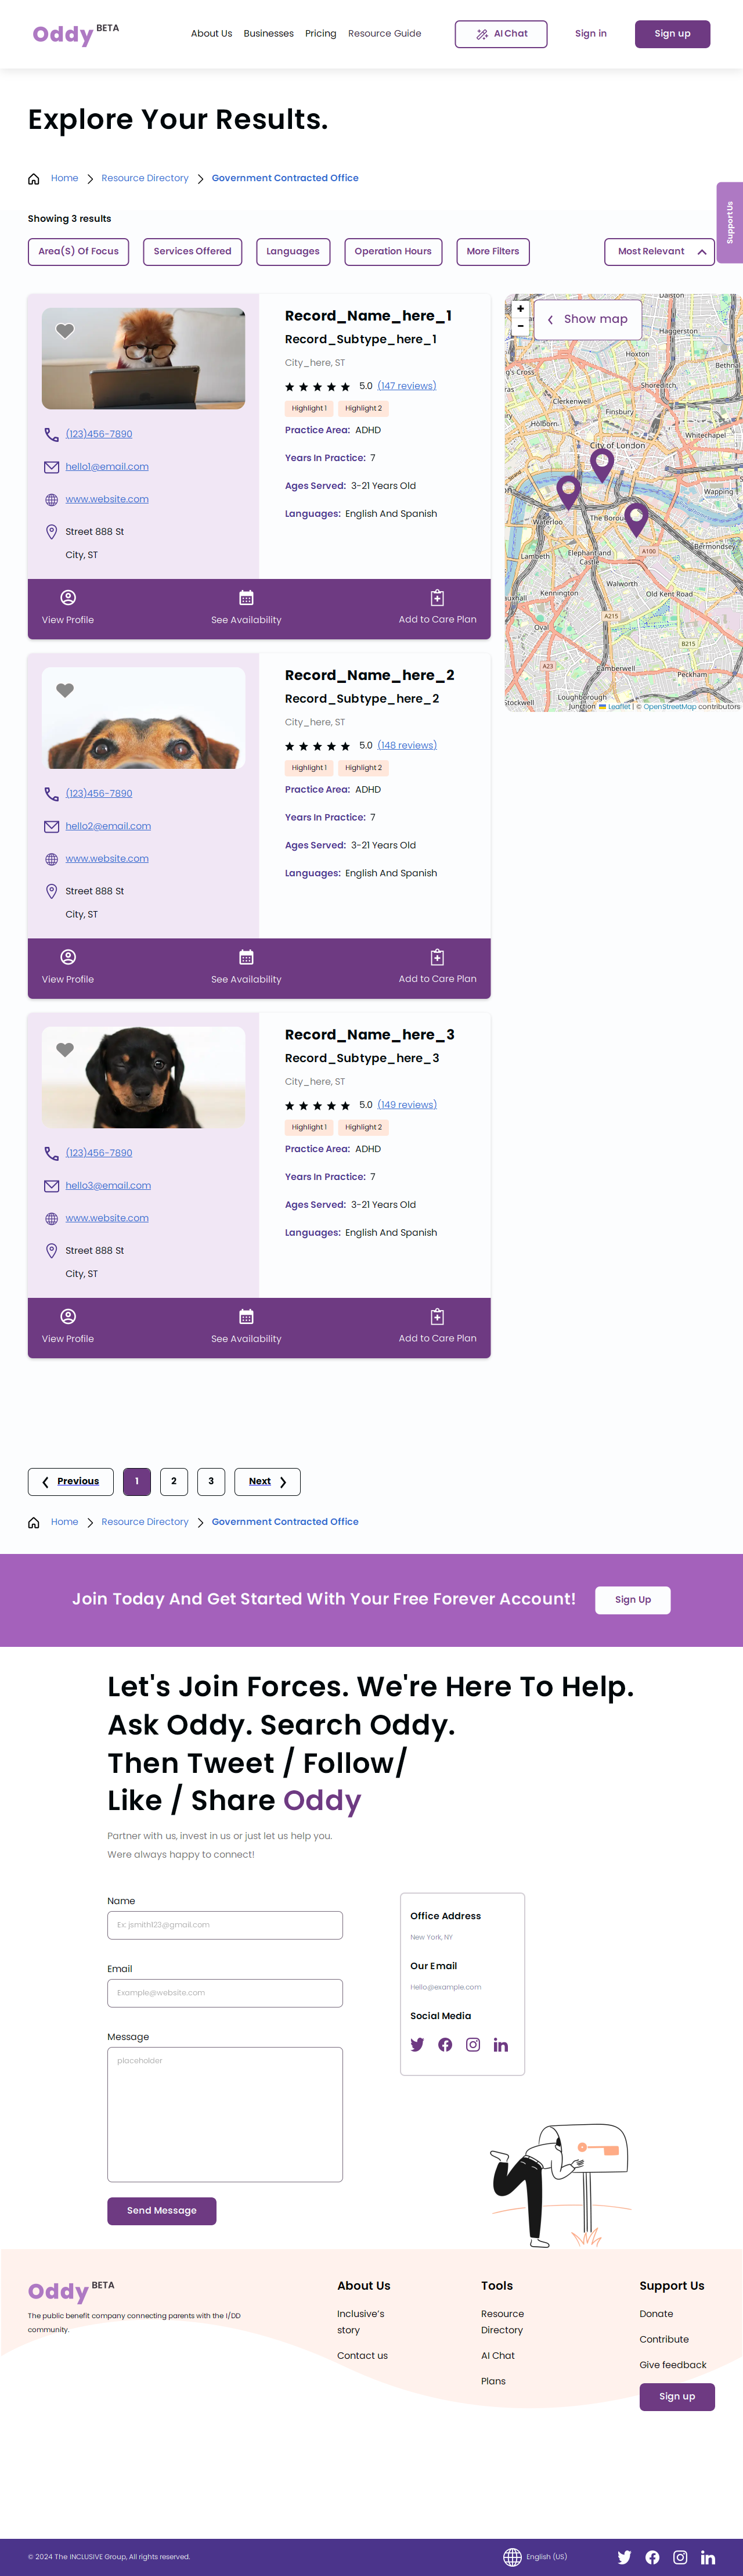 Oddy BETA
About Us Businesses Pricing Resource Guide AI Chat Sign in Sign up
Explore Your Results.
Home Resource Directory Government Contracted Office
Support Us
Showing 3 results
Area(S) Of Focus Services Offered Languages Operation Hours More Filters Most Relevant
Record_Name_here_1
Record_Subtype_here_1
City_here, ST
5.0 (147 reviews)
Highlight 1 Highlight 2
Practice Area: ADHD
Years In Practice: 7
Ages Served: 3-21 Years Old
Languages: English And Spanish
(123)456-7890
hello1@email.com
www.website.com
Street 888 St
City, ST
View Profile See Availability Add to Care Plan
+
−
Show map
Dalston
Haggerston
Hoxton
Bethnal
g's Cross
Shoreditch
ras
Clerkenwell
Finsbury
Whitechapel
Holborn
City of London
Wapping
Waterloo
The Borough
Bermondsey
Lambeth
Elephant and
Castle
A100
Walworth
Kennington
Old Kent Road
auxhall
A215
Oval
B215
A23
Camberwell
Peckham
Stockwell
Loughborough
Junction
Leaflet | © OpenStreetMap contributors
Record_Name_here_2
Record_Subtype_here_2
City_here, ST
5.0 (148 reviews)
Highlight 1 Highlight 2
Practice Area: ADHD
Years In Practice: 7
Ages Served: 3-21 Years Old
Languages: English And Spanish
(123)456-7890
hello2@email.com
www.website.com
Street 888 St
City, ST
View Profile See Availability Add to Care Plan
Record_Name_here_3
Record_Subtype_here_3
City_here, ST
5.0 (149 reviews)
Highlight 1 Highlight 2
Practice Area: ADHD
Years In Practice: 7
Ages Served: 3-21 Years Old
Languages: English And Spanish
(123)456-7890
hello3@email.com
www.website.com
Street 888 St
City, ST
View Profile See Availability Add to Care Plan
Previous 1 2 3 Next
Home Resource Directory Government Contracted Office
Join Today And Get Started With Your Free Forever Account! Sign Up
Let's Join Forces. We're Here To Help.
Ask Oddy. Search Oddy.
Then Tweet / Follow/
Like / Share Oddy
Partner with us, invest in us or just let us help you.
Were always happy to connect!
Name
Ex: jsmith123@gmail.com
Email
Example@website.com
Message
placeholder
Send Message
Office Address
New York, NY
Our Email
Hello@example.com
Social Media
Oddy BETA
The public benefit company connecting parents with the I/DD
community.
About Us
Inclusive's
story
Contact us
Tools
Resource
Directory
AI Chat
Plans
Support Us
Donate
Contribute
Give feedback
Sign up
© 2024 The INCLUSIVE Group, All rights reserved.
English (US)